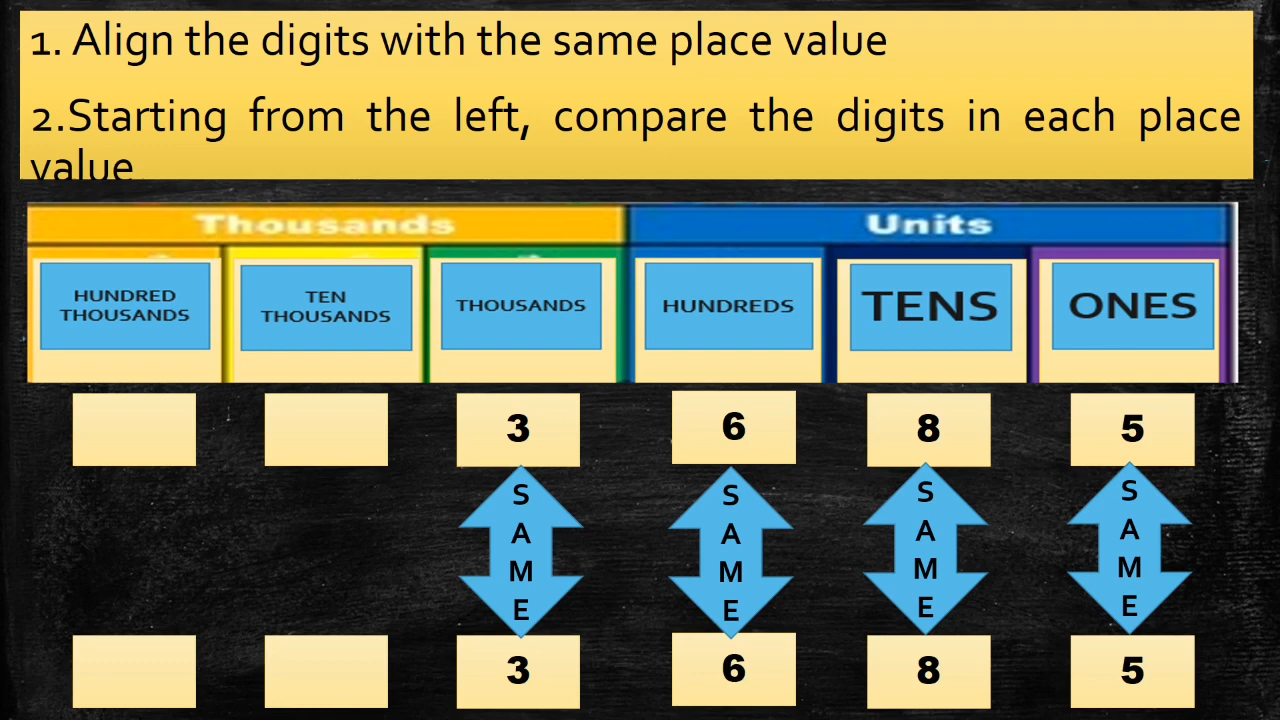 1. Align the digits with the same place value
2.Starting from the left, compare the digits in each place
value
Thousands Units
HUNDRED
THOUSANDS
TEN
THOUSANDS
THOUSANDS
HUNDREDS
TENS
ONES
3 6 8 5
S S S S
A A A A
M M M M
E E E E
3 6 8 5